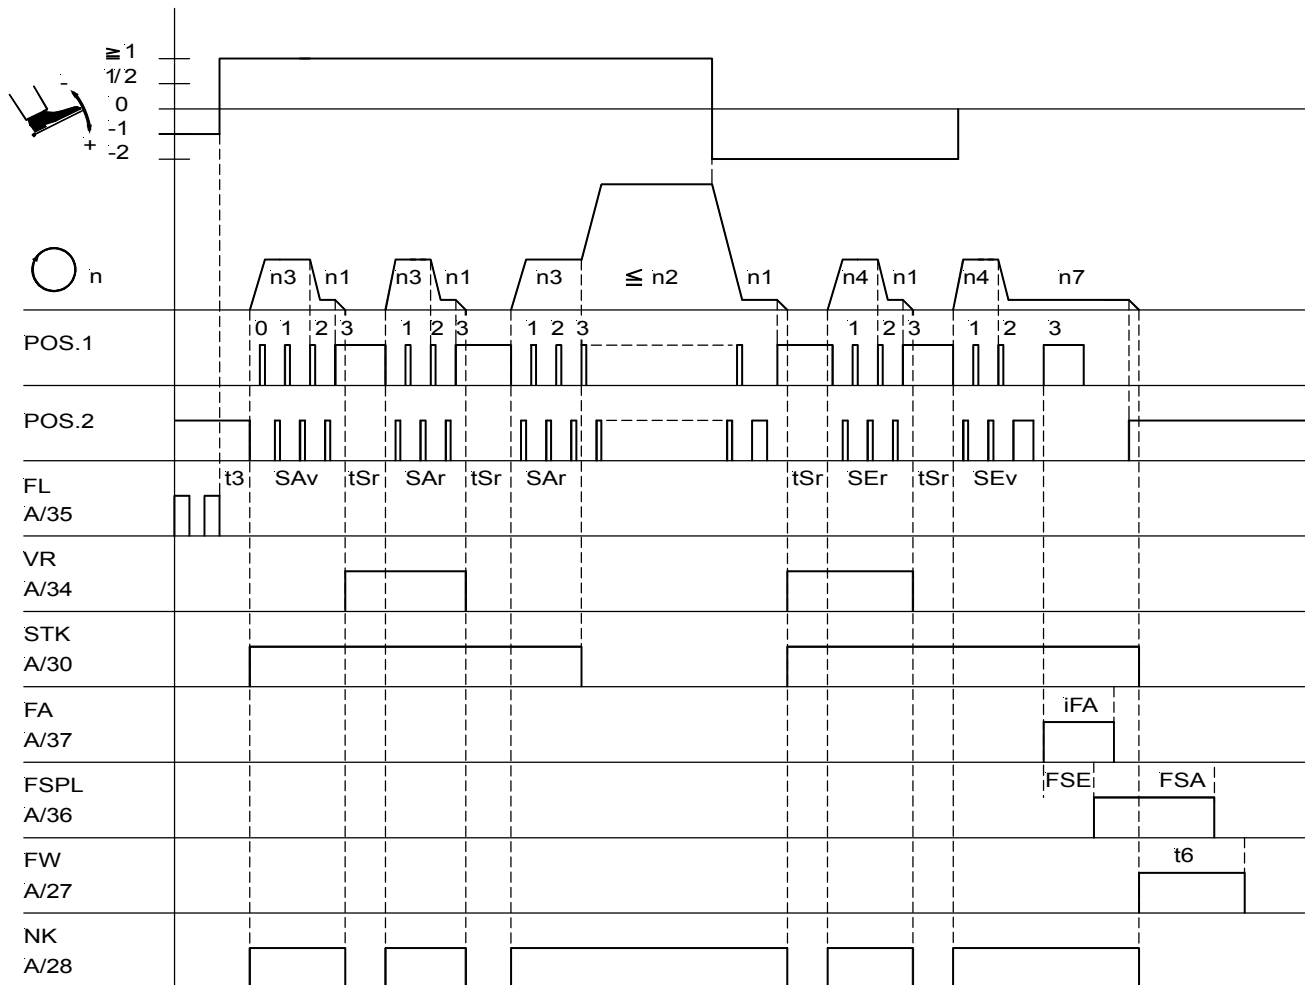 ≧ 1
1/2
-
0
-1
+
-2
n
n3 n1 n3 n1 n3 ≦ n2 n1 n4 n1 n4 n7
POS.1
0 1 2 3 1 2 3 1 2 3 1 2 3 1 2 3
POS.2
t3 SAv tSr SAr tSr SAr tSr SEr tSr SEv
FL
A/35
VR
A/34
STK
A/30
FA
iFA
A/37
FSPL
FSE FSA
A/36
FW
t6
A/27
NK
A/28